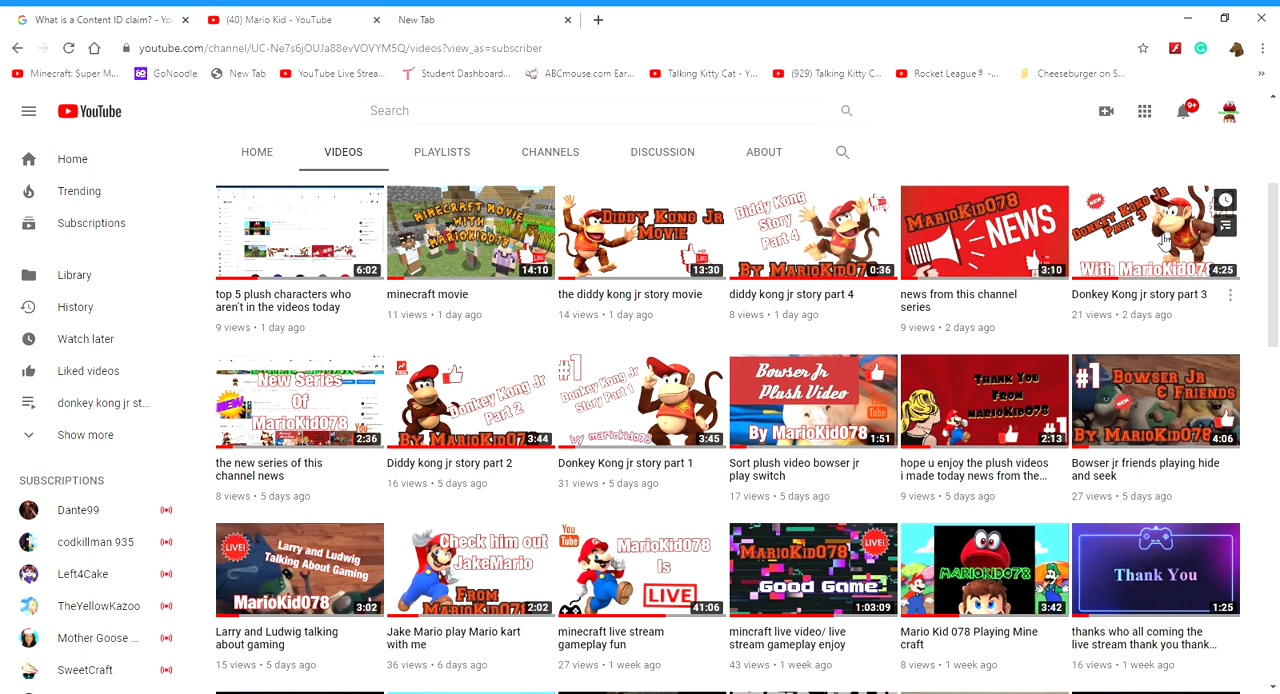 What is a Content ID claim? - Yo
(40) Mario Kid - YouTube
New Tab
youtube.com/channel/UC-Ne7s6jOUJa88evVOVYM5Q/videos?view_as=subscriber
Minecraft: Super M...
GoNoodle
New Tab
YouTube Live Strea...
Student Dashboard...
ABCmouse.com Ear...
Talking Kitty Cat - Y...
(929) Talking Kitty C...
Rocket League® -...
Cheeseburger on S...
YouTube
Search
9+
HOME
VIDEOS
PLAYLISTS
CHANNELS
DISCUSSION
ABOUT
Home
Trending
Subscriptions
Library
History
Watch later
Liked videos
donkey kong jr st...
Show more
SUBSCRIPTIONS
Dante99
codkillman 935
Left4Cake
TheYellowKazoo
Mother Goose ...
SweetCraft
6:02
top 5 plush characters who
aren't in the videos today
9 views • 1 day ago
MINECRAFT MOVIE
WITH
MARIOKID078
LIKE
14:10
minecraft movie
11 views • 1 day ago
Diddy Kong Jr
Movie
LIKE
13:30
the diddy kong jr story movie
14 views • 1 day ago
Diddy Kong
Story
Part 4
By MarioKid078
0:36
diddy kong jr story part 4
8 views • 1 day ago
MarioKid078
NEWS
3:10
news from this channel
series
9 views • 2 days ago
NEW
Donkey Kong Jr
Part 3
With MarioKid078
4:25
Donkey Kong jr story part 3
21 views • 2 days ago
New Series
Of
MarioKid078
NEW
You
2:36
the new series of this
channel news
8 views • 5 days ago
Donkey Kong Jr
Part 2
By MarioKid078
3:44
Diddy kong jr story part 2
16 views • 5 days ago
#1
Donkey Kong Jr
Story Part 1
by mariokid078
3:45
Donkey Kong jr story part 1
31 views • 5 days ago
Bowser Jr
Plush Video
You
Tube
By MarioKid078
1:51
Sort plush video bowser jr
play switch
17 views • 5 days ago
Thank You
From
marioKid078
#1
2:13
hope u enjoy the plush videos
i made today news from the...
9 views • 5 days ago
#1 Bowser Jr
& Friends
NEW
By MarioKid078
4:06
Bowser jr friends playing hide
and seek
27 views • 5 days ago
LIVE!
Larry and Ludwig
Talking About Gaming
MarioKid078
3:02
Larry and Ludwig talking
about gaming
15 views • 5 days ago
Check him out
JakeMario
From
MarioKid078
2:02
Jake Mario play Mario kart
with me
36 views • 6 days ago
You
Tube
MarioKid078
Is
LIVE
41:06
minecraft live stream
gameplay fun
27 views • 1 week ago
MarioKid078
LIVE!
Good Game
1:03:09
mincraft live video/ live
stream gameplay enjoy
43 views • 1 week ago
MARIOKID078
3:42
Mario Kid 078 Playing Mine
craft
8 views • 1 week ago
Thank You
1:25
thanks who all coming the
live stream thank you thank...
16 views • 1 week ago